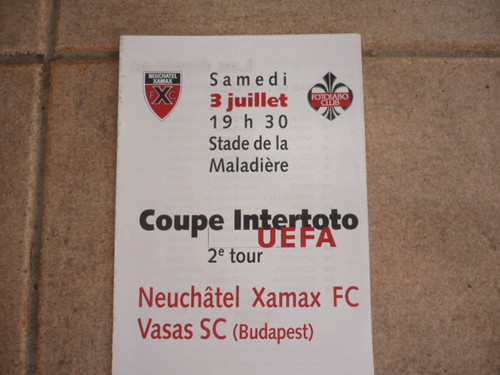 NEUCHATEL
XAMAX
F X C
Samedi
3 juillet
19 h 30
Stade de la
Maladière
FOTOLABO
CLUB
Coupe Intertoto
UEFA
2e tour
Neuchâtel Xamax FC
Vasas SC (Budapest)